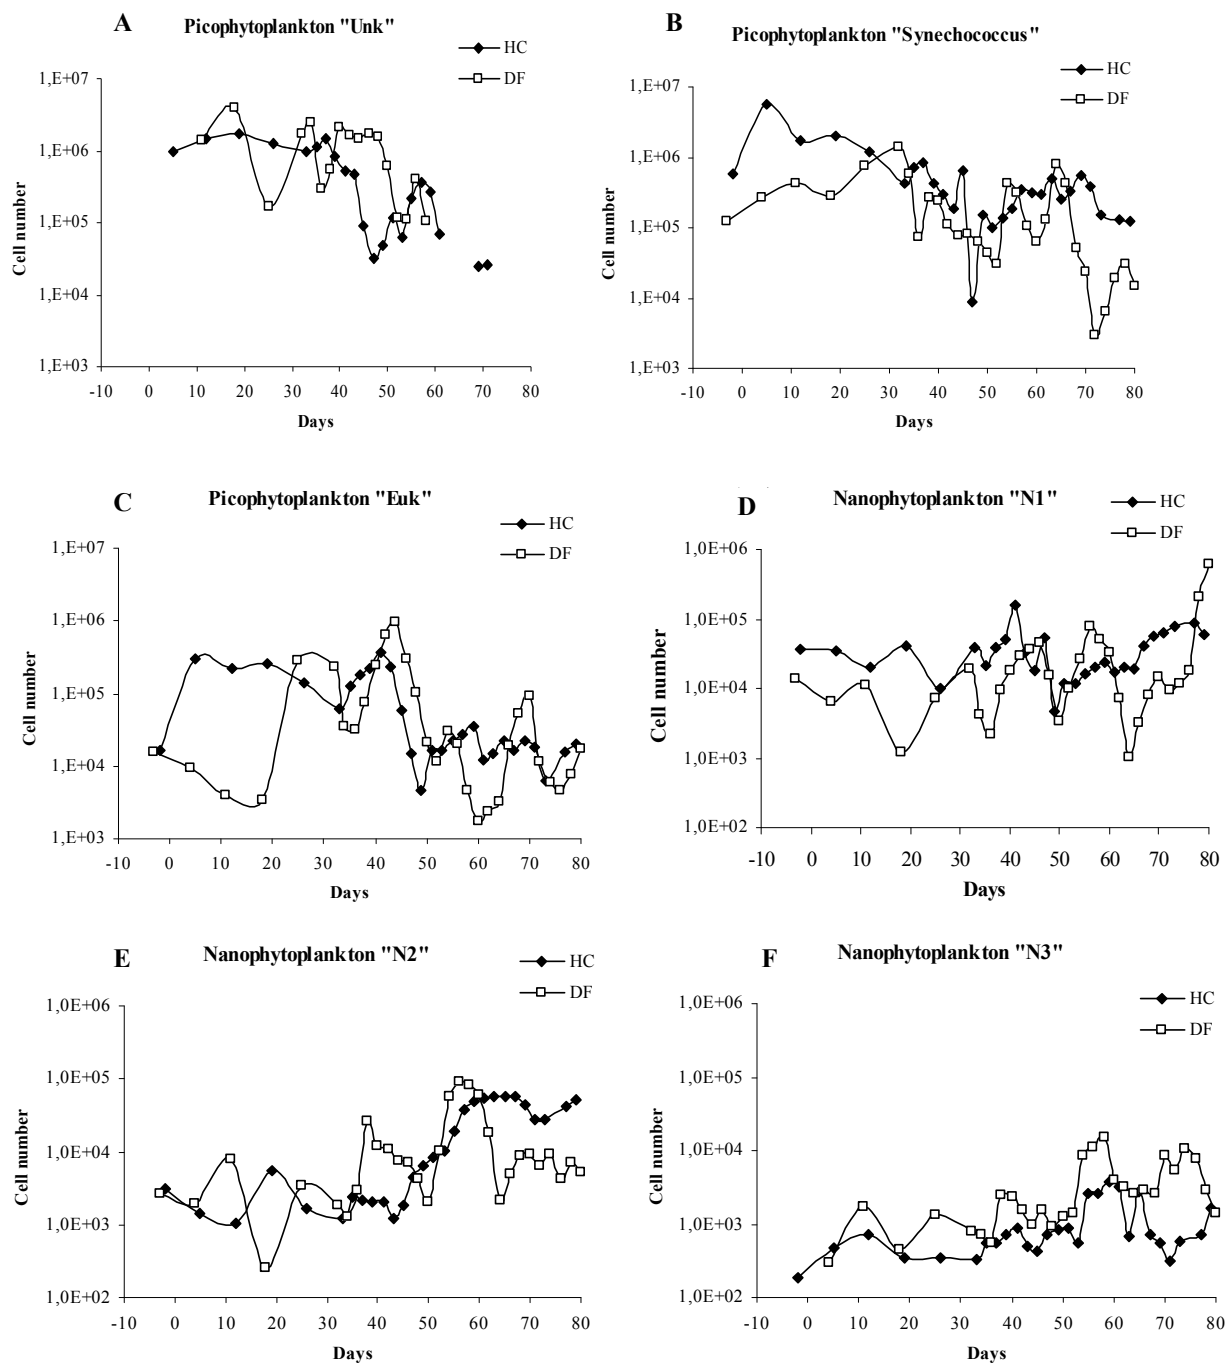 A
Picophytoplankton "Unk"
HC
DF
1,E+07
1,E+06
1,E+05
1,E+04
1,E+03
Cell number
-10 0 10 20 30 40 50 60 70 80
Days
B
Picophytoplankton "Synechococcus"
HC
DF
1,E+07
1,E+06
1,E+05
1,E+04
1,E+03
Cell number
-10 0 10 20 30 40 50 60 70 80
Days
C
Picophytoplankton "Euk"
HC
DF
1,E+07
1,E+06
1,E+05
1,E+04
1,E+03
Cell number
-10 0 10 20 30 40 50 60 70 80
Days
D
Nanophytoplankton "N1"
HC
DF
1,0E+06
1,0E+05
1,0E+04
1,0E+03
1,0E+02
Cell number
-10 0 10 20 30 40 50 60 70 80
Days
E
Nanophytoplankton "N2"
HC
DF
1,0E+06
1,0E+05
1,0E+04
1,0E+03
1,0E+02
Cell number
-10 0 10 20 30 40 50 60 70 80
Days
F
Nanophytoplankton "N3"
HC
DF
1,0E+06
1,0E+05
1,0E+04
1,0E+03
1,0E+02
Cell number
-10 0 10 20 30 40 50 60 70 80
Days